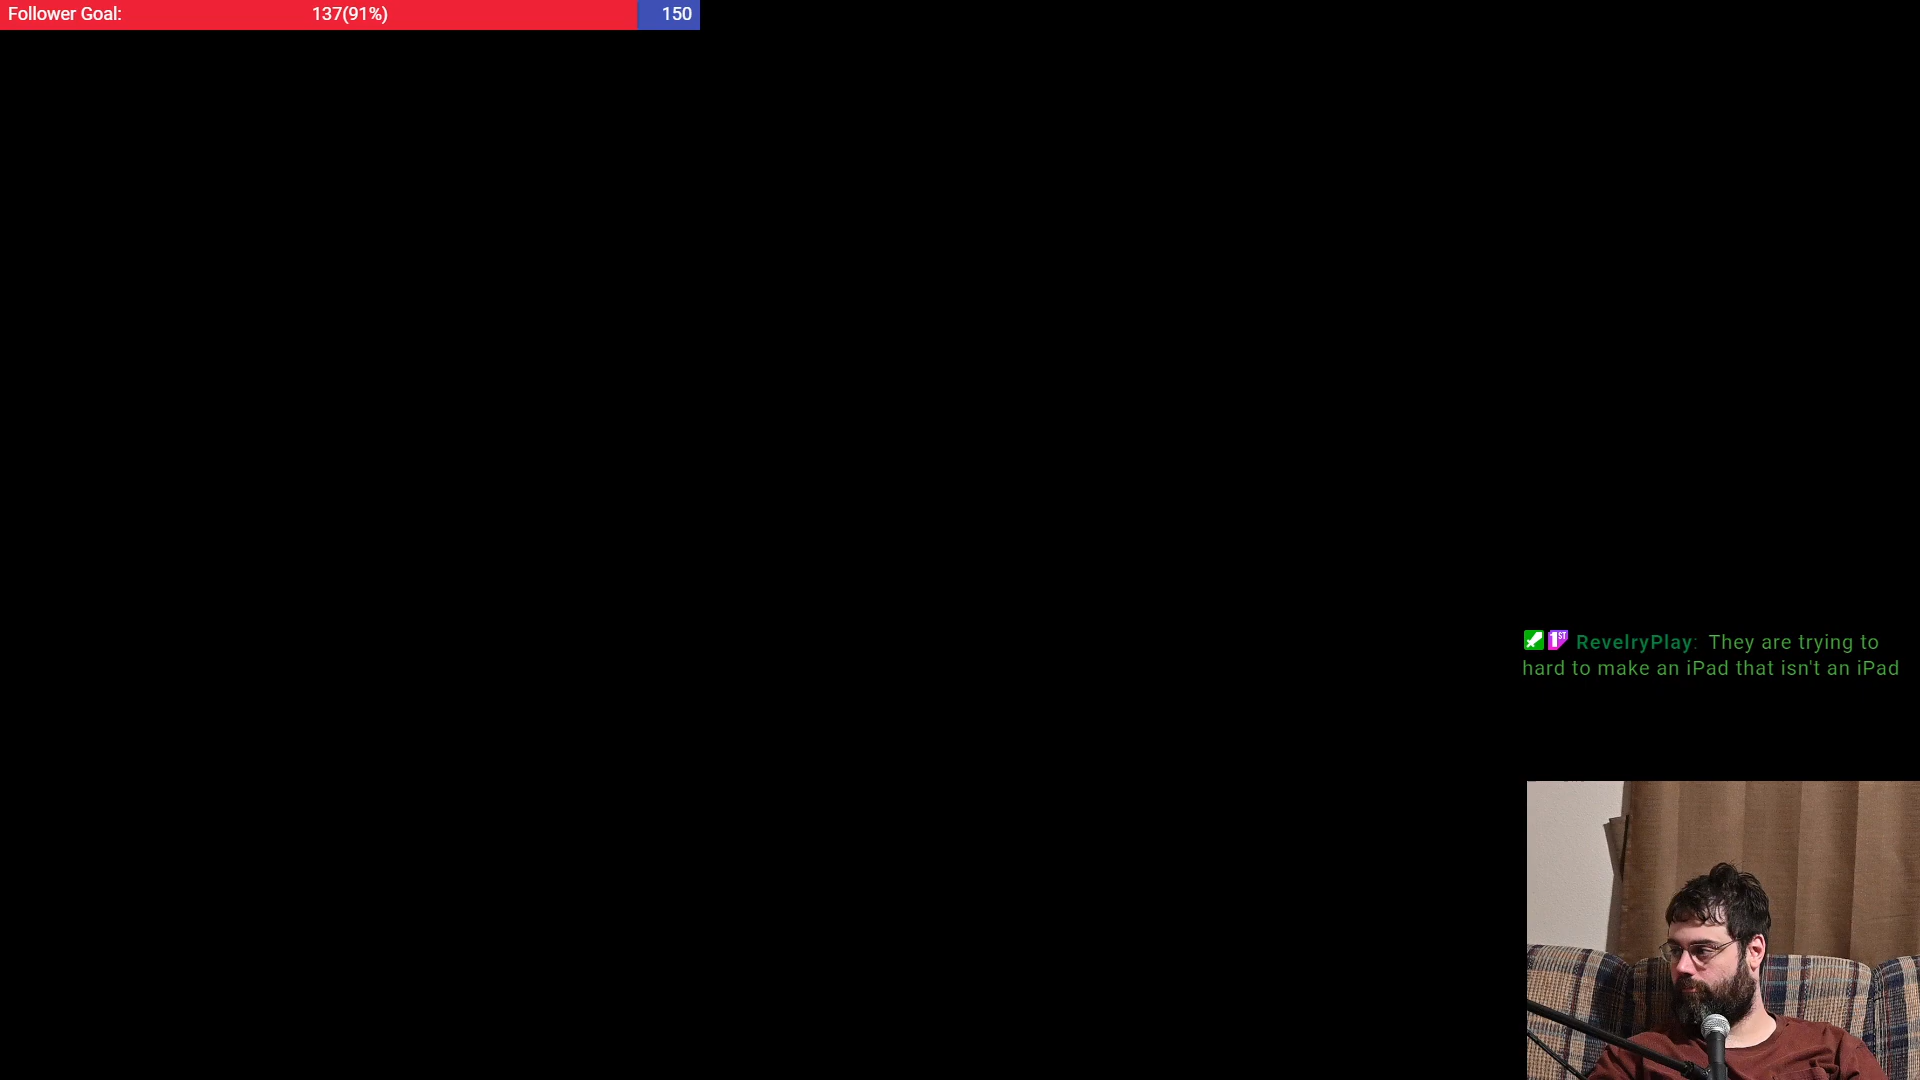 Follower Goal: 137(91%) 150
1ST RevelryPlay: They are trying to
hard to make an iPad that isn't an iPad